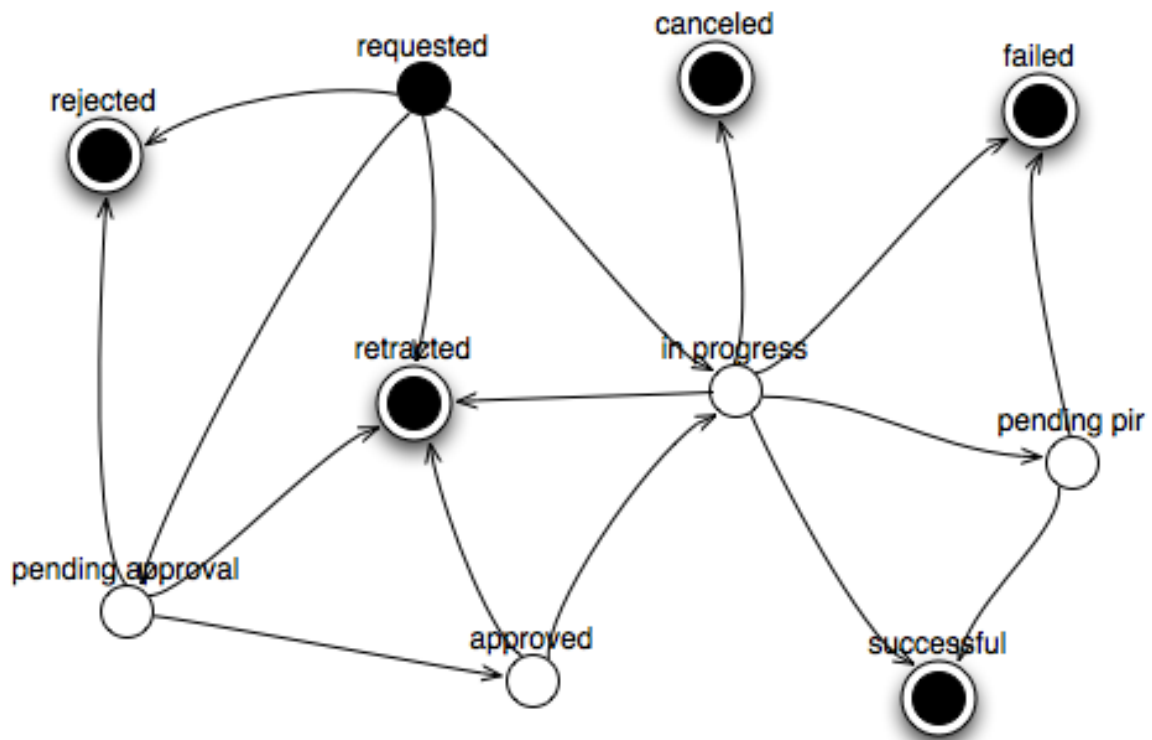 canceled
requested
failed
rejected
retracted
in progress
pending pir
pending approval
approved
successful